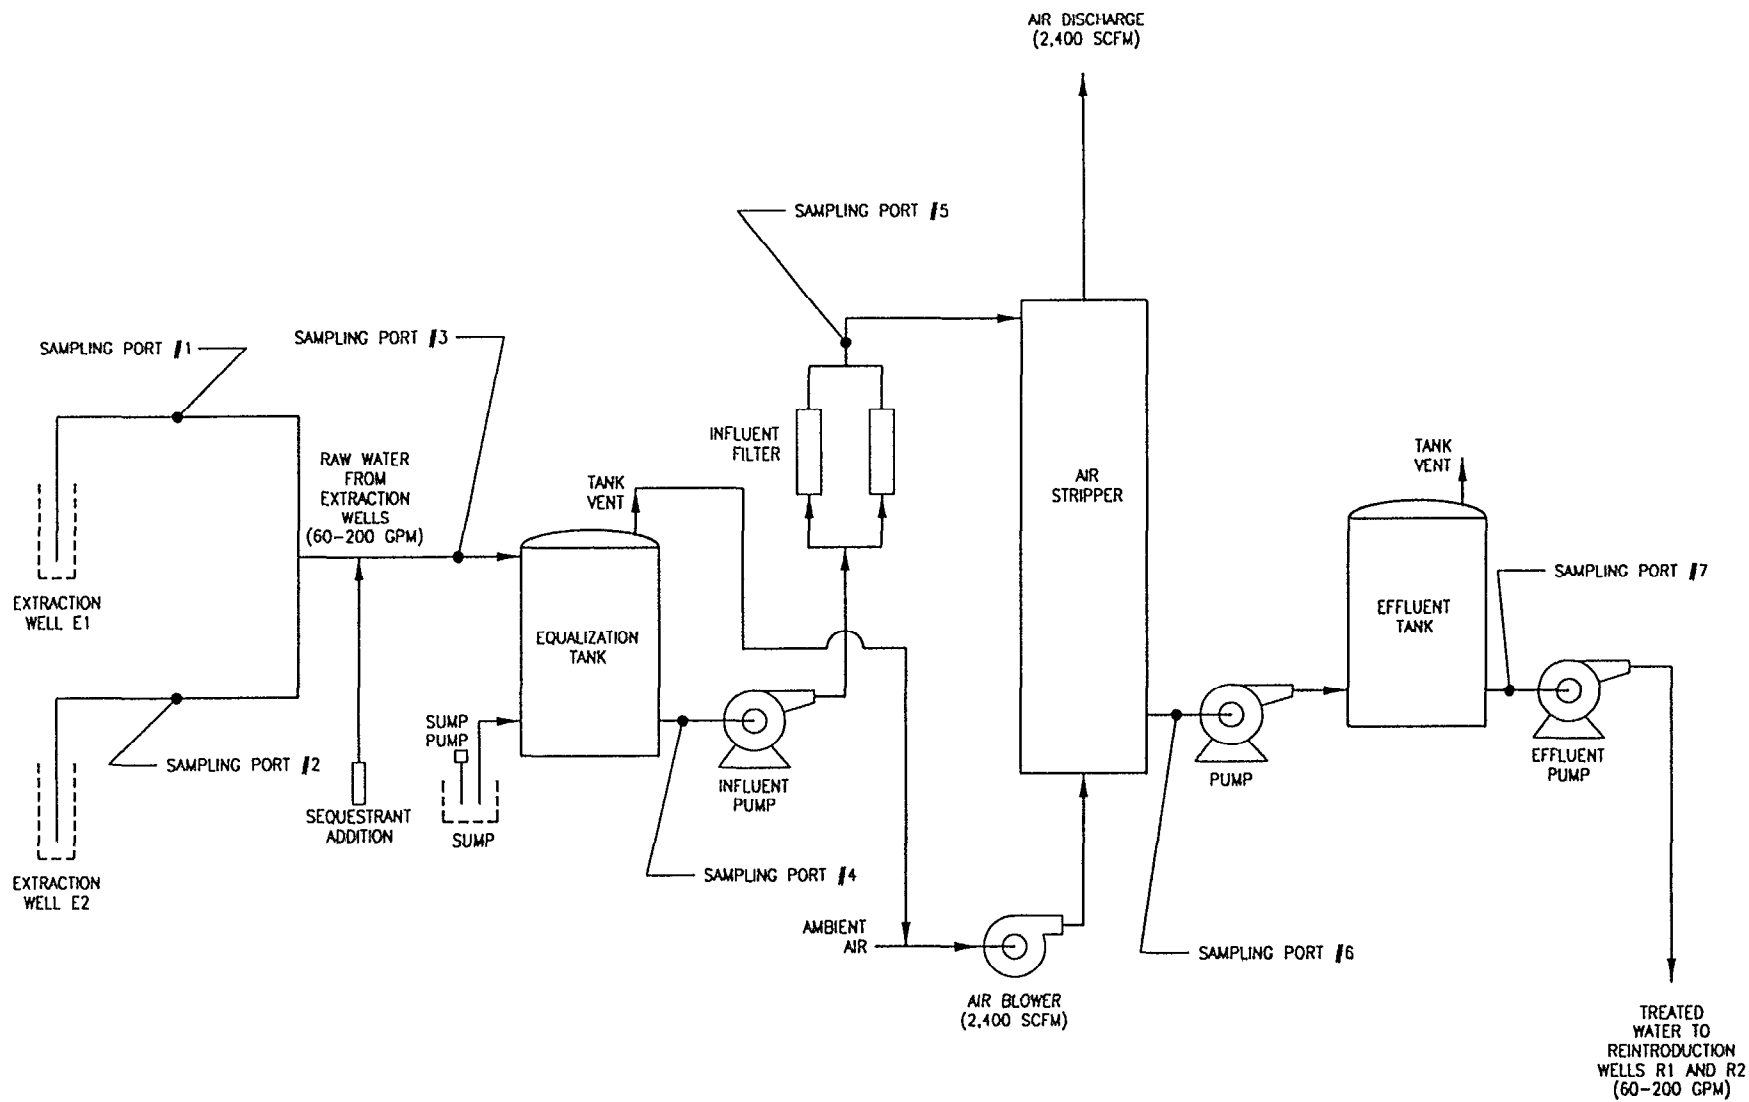 AIR DISCHARGE
(2,400 SCFM)
SAMPLING PORT #5
SAMPLING PORT #1
SAMPLING PORT #3
RAW WATER
FROM
EXTRACTION
WELLS
(60-200 GPM)
TANK
VENT
INFLUENT
FILTER
AIR
STRIPPER
TANK
VENT
EXTRACTION
WELL E1
EQUALIZATION
TANK
EFFLUENT
TANK
SAMPLING PORT #7
SAMPLING PORT #2
SUMP
PUMP
SEQUESTRANT
ADDITION
SUMP
INFLUENT
PUMP
PUMP
EFFLUENT
PUMP
EXTRACTION
WELL E2
SAMPLING PORT #4
AMBIENT
AIR
SAMPLING PORT #6
AIR BLOWER
(2,400 SCFM)
TREATED
WATER TO
REINTRODUCTION
WELLS R1 AND R2
(60-200 GPM)